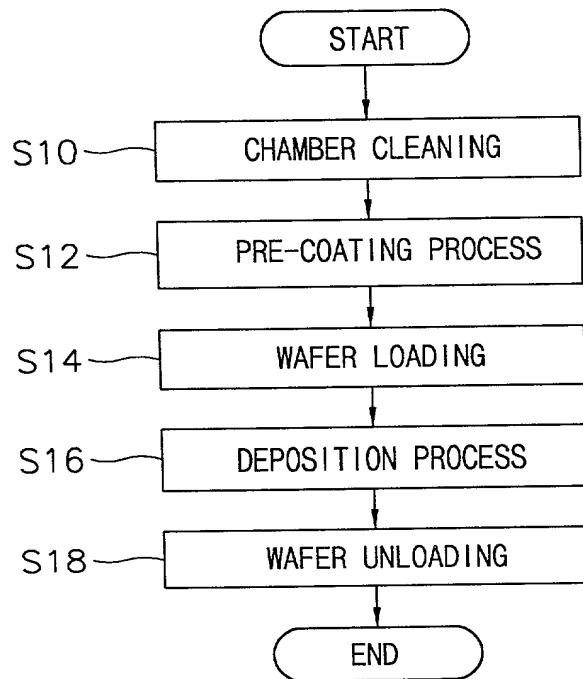 START
S10 CHAMBER CLEANING
S12 PRE-COATING PROCESS
S14 WAFER LOADING
S16 DEPOSITION PROCESS
S18 WAFER UNLOADING
END